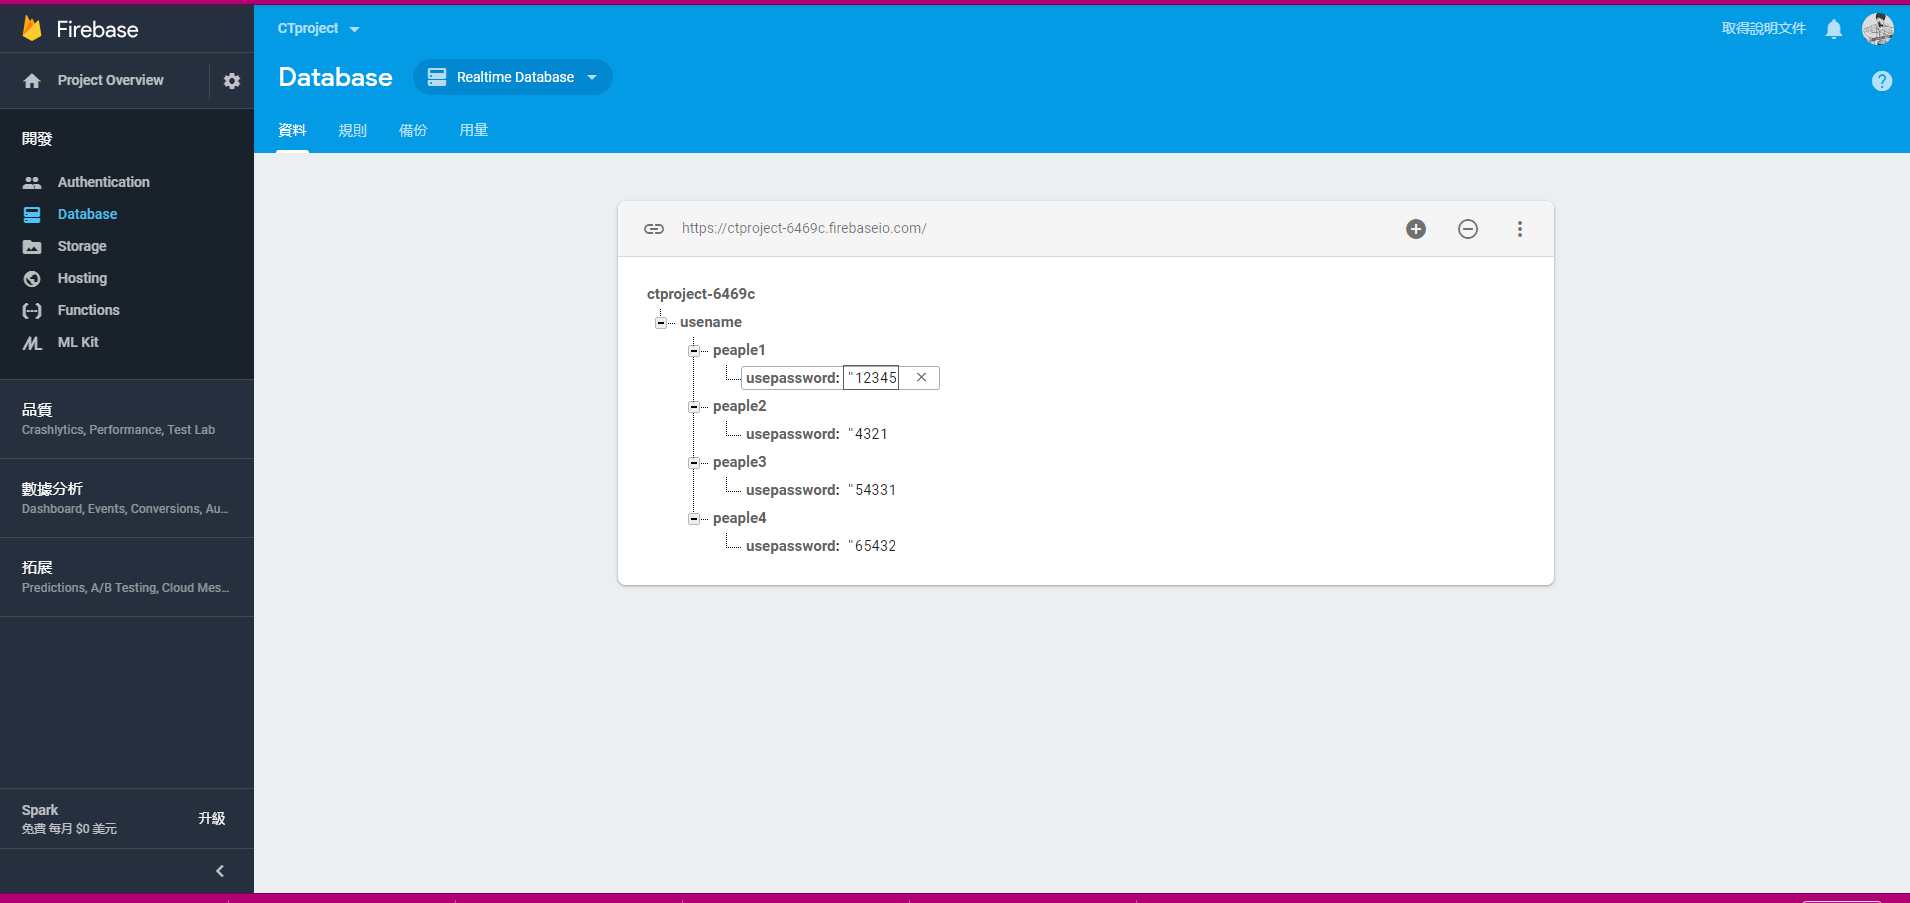 Firebase
CTproject
取得說明文件
Project Overview
Database
Realtime Database
?
資料 規則 備份 用量
開發
Authentication
Database
Storage
Hosting
Functions
ML Kit
品質
Crashlytics, Performance, Test Lab
數據分析
Dashboard, Events, Conversions, Au...
拓展
Predictions, A/B Testing, Cloud Mes...
Spark
免費 每月 $0 美元
升級
https://ctproject-6469c.firebaseio.com/
ctproject-6469c
usename
peaple1
usepassword: "12345
peaple2
usepassword: "4321
peaple3
usepassword: "54331
peaple4
usepassword: "65432